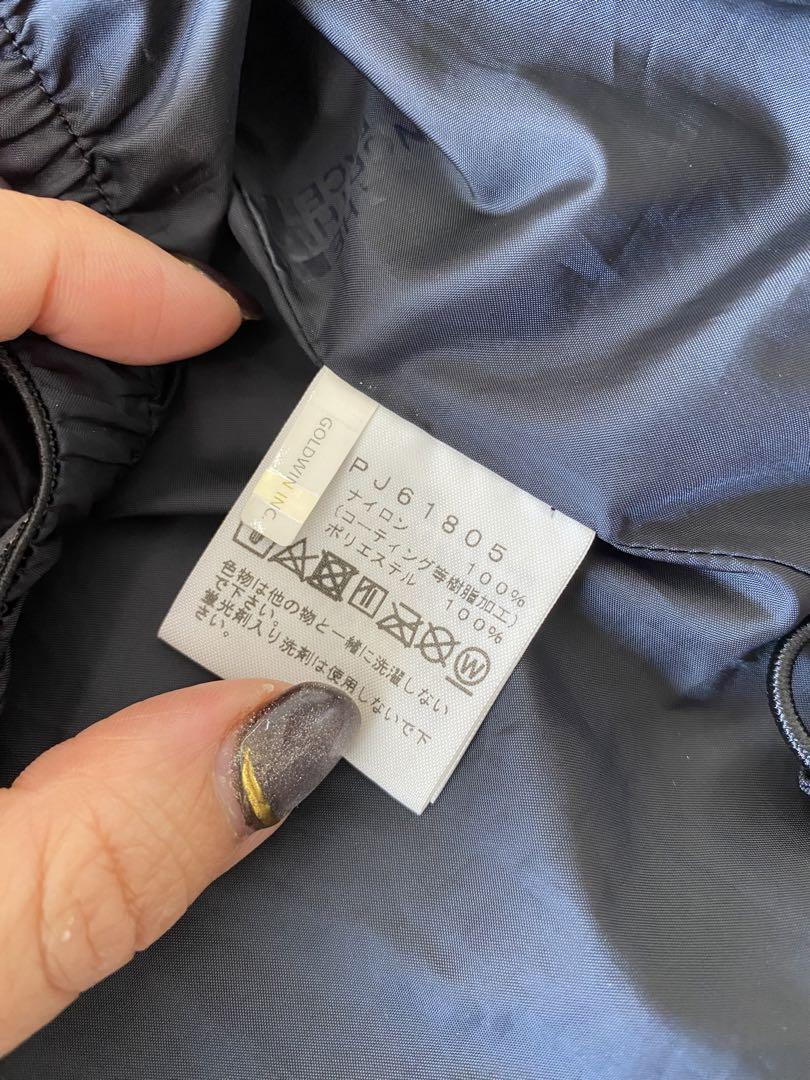 THE
NORTH
FACE
GOLDWIN INC
PJ61805
ナイロン 100%
(コーティング等樹脂加工)
ポリエステル 100%
W
色物は他の物と一緒に洗濯しない
で下さい。
蛍光剤入り洗剤は使用しないで下
さい。